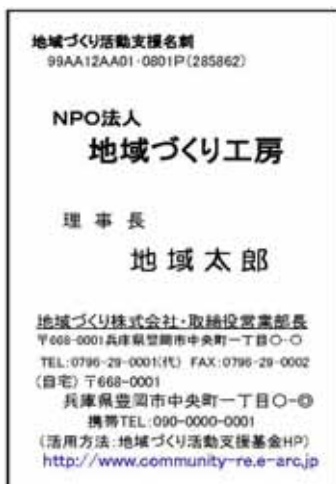 地域づくり活動支援名刺
99AA12AA01-0801P(285862)
NPO法人
地域づくり工房
理事長
地域太郎
地域づくり株式会社・取締役営業部長
〒668-0001兵庫県豊岡市中央町一丁目〇-〇
TEL:0796-29-0001(代) FAX:0796-29-0002
(自宅)〒668-0001
兵庫県豊岡市中央町一丁目〇-◎
携帯TEL:090-0000-0001
(活用方法:地域づくり活動支援基金HP)
http://www.community-re.e-arc.jp